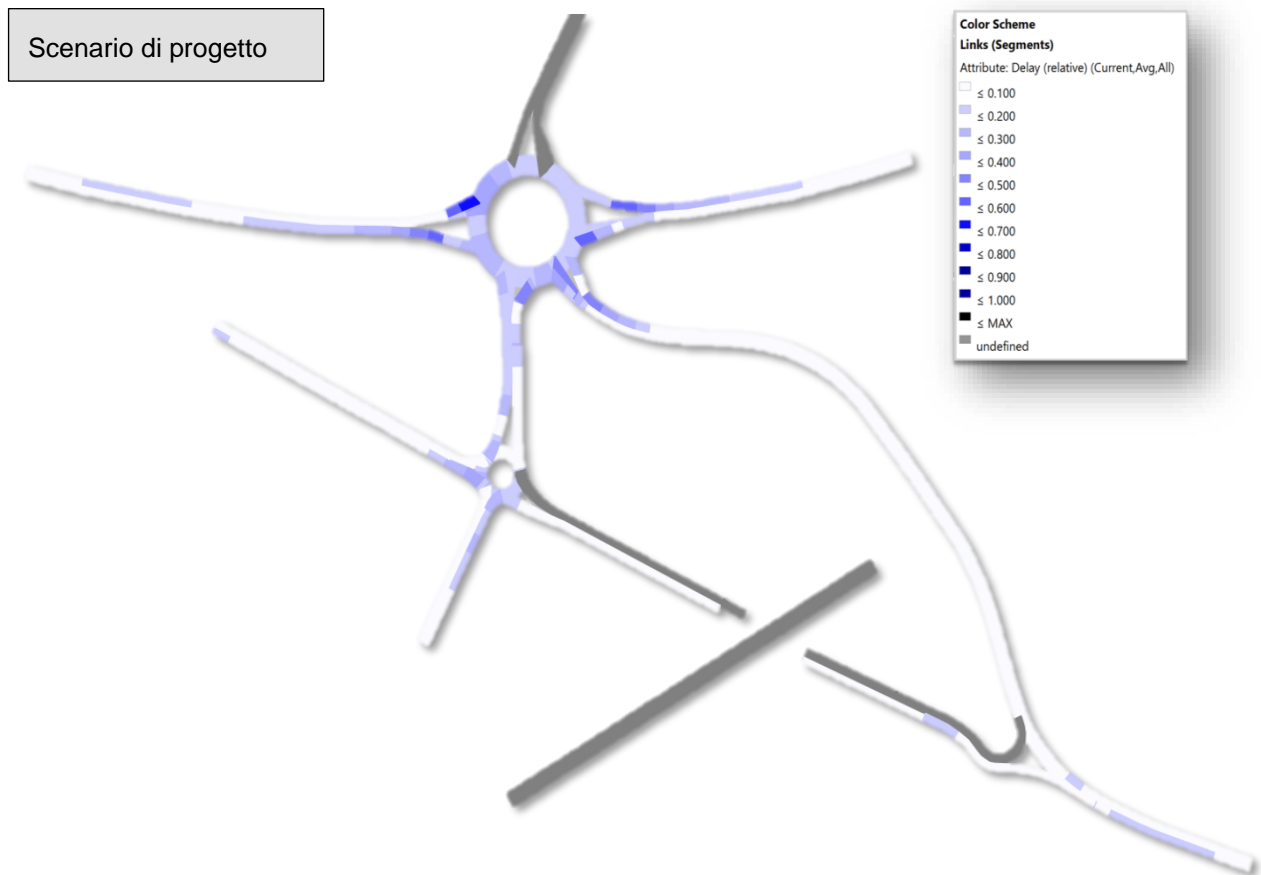 Scenario di progetto
Color Scheme
Links (Segments)
Attribute: Delay (relative) (Current,Avg,All)
≤ 0.100
≤ 0.200
≤ 0.300
≤ 0.400
≤ 0.500
≤ 0.600
≤ 0.700
≤ 0.800
≤ 0.900
≤ 1.000
≤ MAX
undefined